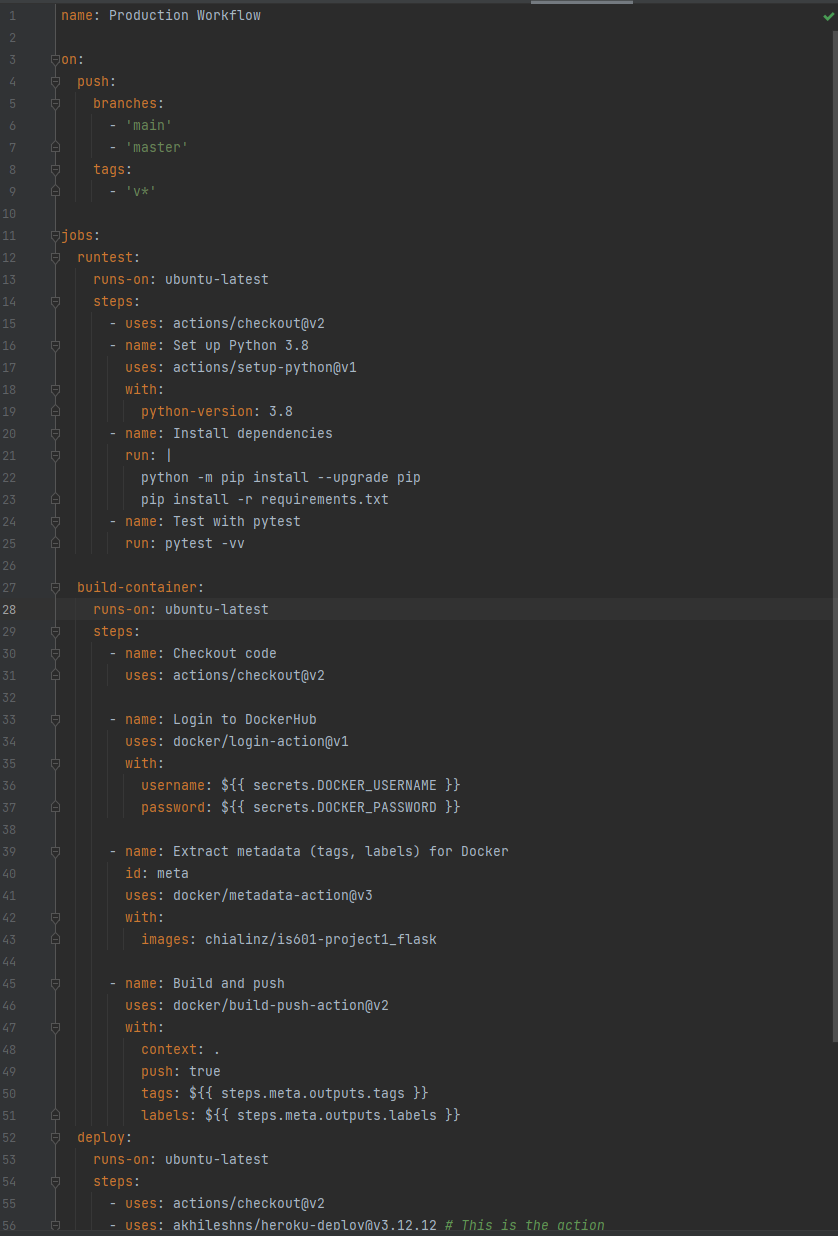 1 name: Production Workflow
2
3 on:
4   push:
5     branches:
6       - 'main'
7       - 'master'
8     tags:
9       - 'v*'
10
11 jobs:
12   runtest:
13     runs-on: ubuntu-latest
14     steps:
15       - uses: actions/checkout@v2
16       - name: Set up Python 3.8
17         uses: actions/setup-python@v1
18         with:
19           python-version: 3.8
20       - name: Install dependencies
21         run: |
22           python -m pip install --upgrade pip
23           pip install -r requirements.txt
24       - name: Test with pytest
25         run: pytest -vv
26
27   build-container:
28     runs-on: ubuntu-latest
29     steps:
30       - name: Checkout code
31         uses: actions/checkout@v2
32
33       - name: Login to DockerHub
34         uses: docker/login-action@v1
35         with:
36           username: ${{ secrets.DOCKER_USERNAME }}
37           password: ${{ secrets.DOCKER_PASSWORD }}
38
39       - name: Extract metadata (tags, labels) for Docker
40         id: meta
41         uses: docker/metadata-action@v3
42         with:
43           images: chialinz/is601-project1_flask
44
45       - name: Build and push
46         uses: docker/build-push-action@v2
47         with:
48           context: .
49           push: true
50           tags: ${{ steps.meta.outputs.tags }}
51           labels: ${{ steps.meta.outputs.labels }}
52   deploy:
53     runs-on: ubuntu-latest
54     steps:
55       - uses: actions/checkout@v2
56       - uses: akhileshns/heroku-deploy@v3.12.12 # This is the action